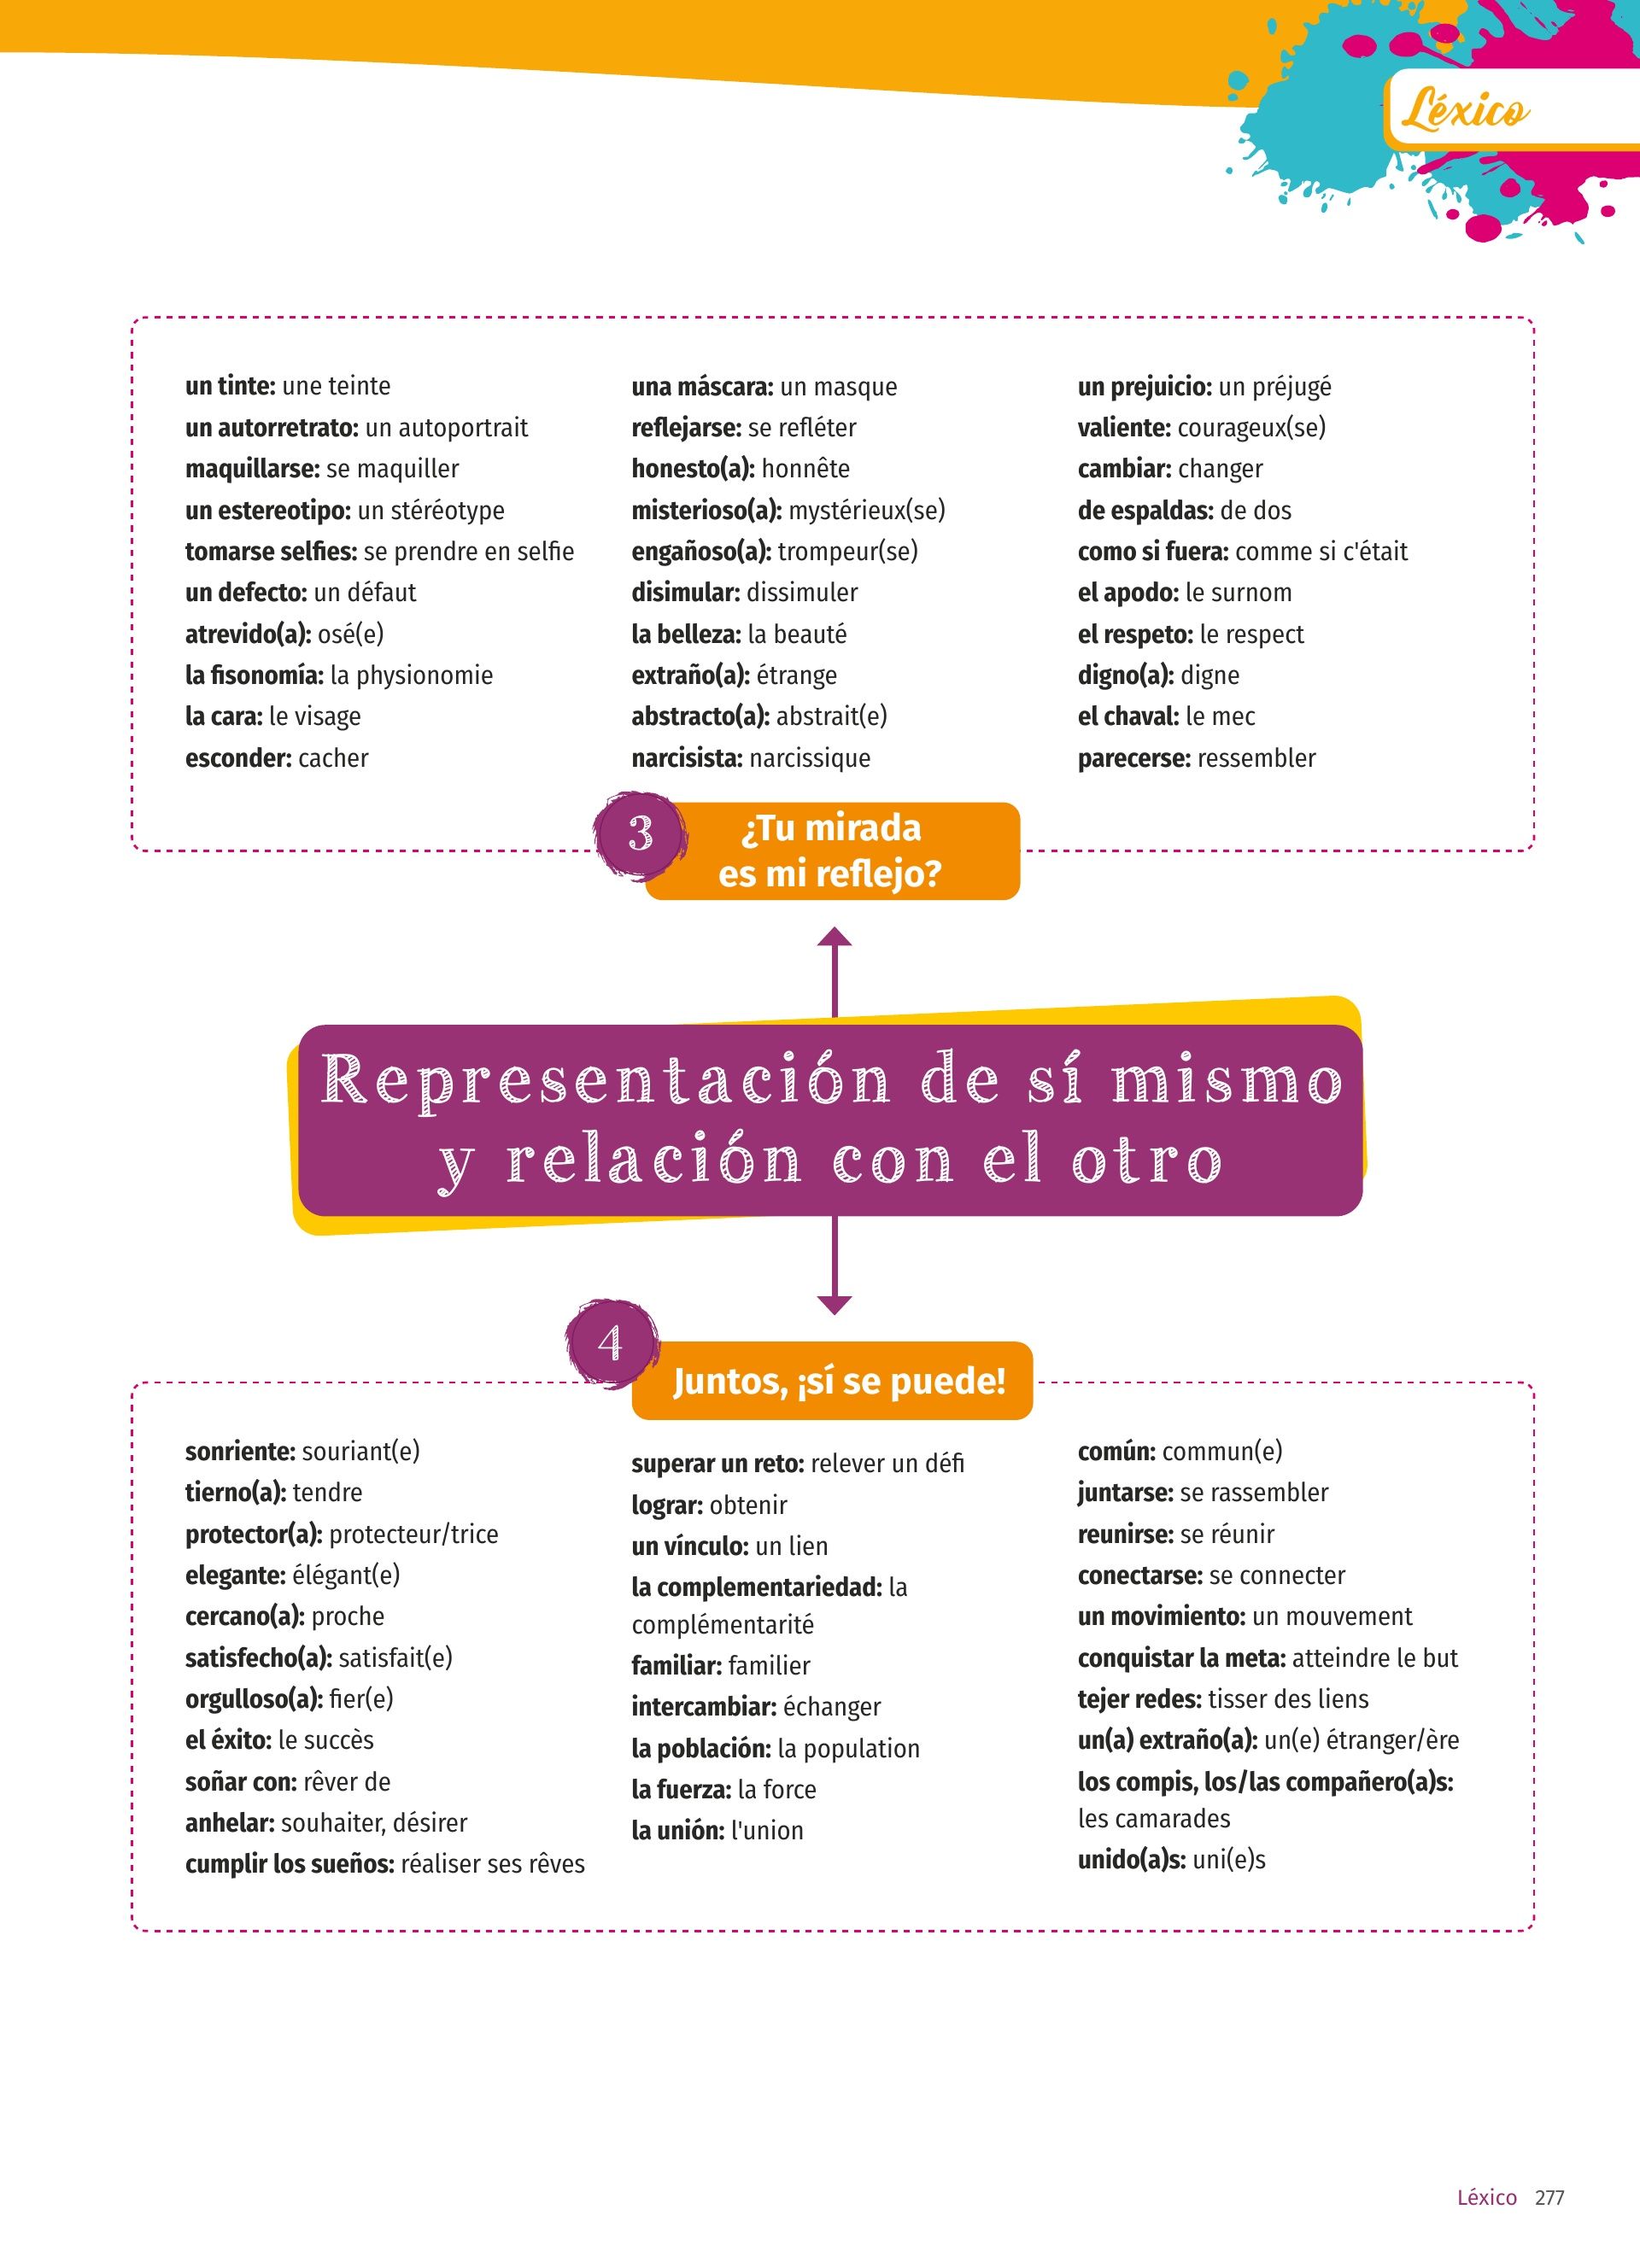 Léxico
un tinte: une teinte
un autorretrato: un autoportrait
maquillarse: se maquiller
un estereotipo: un stéréotype
tomarse selfies: se prendre en selfie
un defecto: un défaut
atrevido(a): osé(e)
la fisonomía: la physionomie
la cara: le visage
esconder: cacher
una máscara: un masque
reflejarse: se refléter
honesto(a): honnête
misterioso(a): mystérieux(se)
engañoso(a): trompeur(se)
disimular: dissimuler
la belleza: la beauté
extraño(a): étrange
abstracto(a): abstrait(e)
narcisista: narcissique
un prejuicio: un préjugé
valiente: courageux(se)
cambiar: changer
de espaldas: de dos
como si fuera: comme si c'était
el apodo: le surnom
el respeto: le respect
digno(a): digne
el chaval: le mec
parecerse: ressembler
3
¿Tu mirada
es mi reflejo?
Representación de sí mismo
y relación con el otro
4
Juntos, ¡sí se puede!
sonriente: souriant(e)
tierno(a): tendre
protector(a): protecteur/trice
elegante: élégant(e)
cercano(a): proche
satisfecho(a): satisfait(e)
orgulloso(a): fier(e)
el éxito: le succès
soñar con: rêver de
anhelar: souhaiter, désirer
cumplir los sueños: réaliser ses rêves
superar un reto: relever un défi
lograr: obtenir
un vínculo: un lien
la complementariedad: la
complémentarité
familiar: familier
intercambiar: échanger
la población: la population
la fuerza: la force
la unión: l'union
común: commun(e)
juntarse: se rassembler
reunirse: se réunir
conectarse: se connecter
un movimiento: un mouvement
conquistar la meta: atteindre le but
tejer redes: tisser des liens
un(a) extraño(a): un(e) étranger/ère
los compis, los/las compañero(a)s:
les camarades
unido(a)s: uni(e)s
Léxico 277